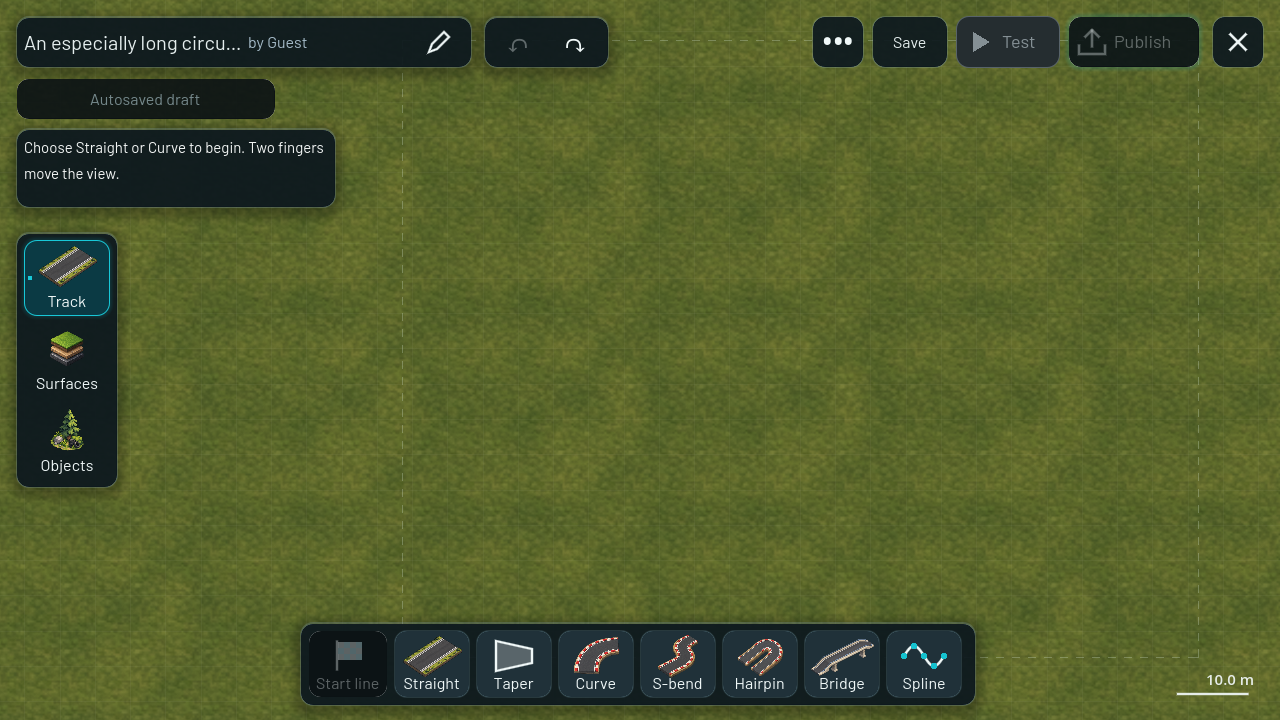 An especially long circu... by Guest
Save
Test
Publish
Autosaved draft
Choose Straight or Curve to begin. Two fingers
move the view.
Track
Surfaces
Objects
Start line
Straight
Taper
Curve
S-bend
Hairpin
Bridge
Spline
10.0 m